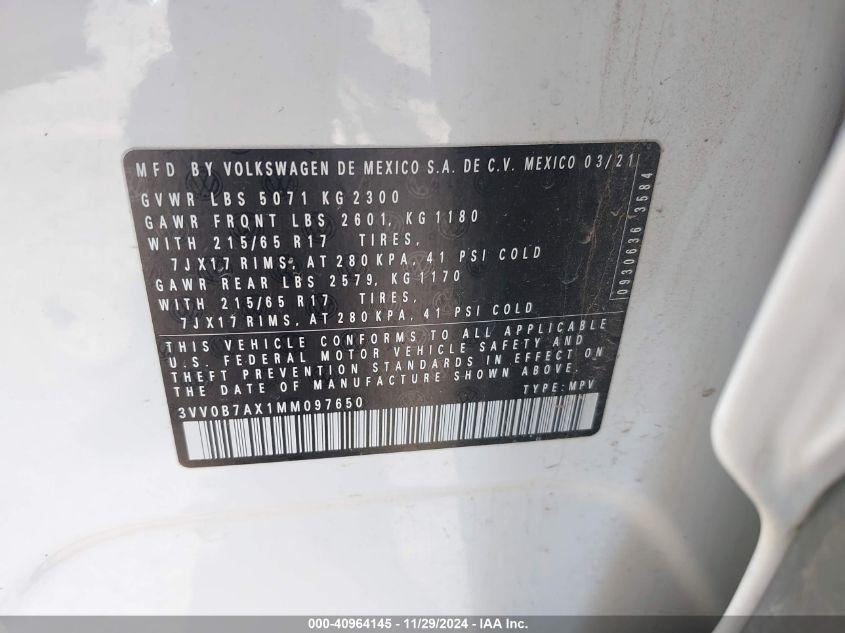 MFD BY VOLKSWAGEN DE MEXICO S.A. DE C.V. MEXICO 03/21
GVWR LBS 5071 KG 2300
GAWR FRONT LBS 2601, KG 1180
WITH 215/65 R17 TIRES,
7JX17 RIMS, AT 280 KPA, 41 PSI COLD
GAWR REAR LBS 2579, KG 1170
WITH 215/65 R17 TIRES,
7JX17 RIMS, AT 280 KPA, 41 PSI COLD
THIS VEHICLE CONFORMS TO ALL APPLICABLE
U.S. FEDERAL MOTOR VEHICLE SAFETY AND
THEFT PREVENTION STANDARDS IN EFFECT ON
THE DATE OF MANUFACTURE SHOWN ABOVE.
3VV0B7AX1MM097650 TYPE: MPV
0930636 3584
000-40964145 - 11/29/2024 - IAAI.com.